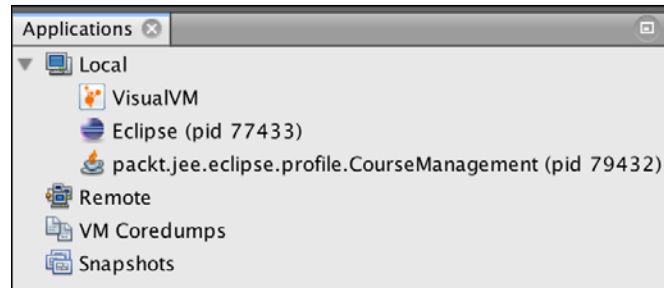 Applications
Local
VisualVM
Eclipse (pid 77433)
packt.jee.eclipse.profile.CourseManagement (pid 79432)
Remote
VM Coredumps
Snapshots